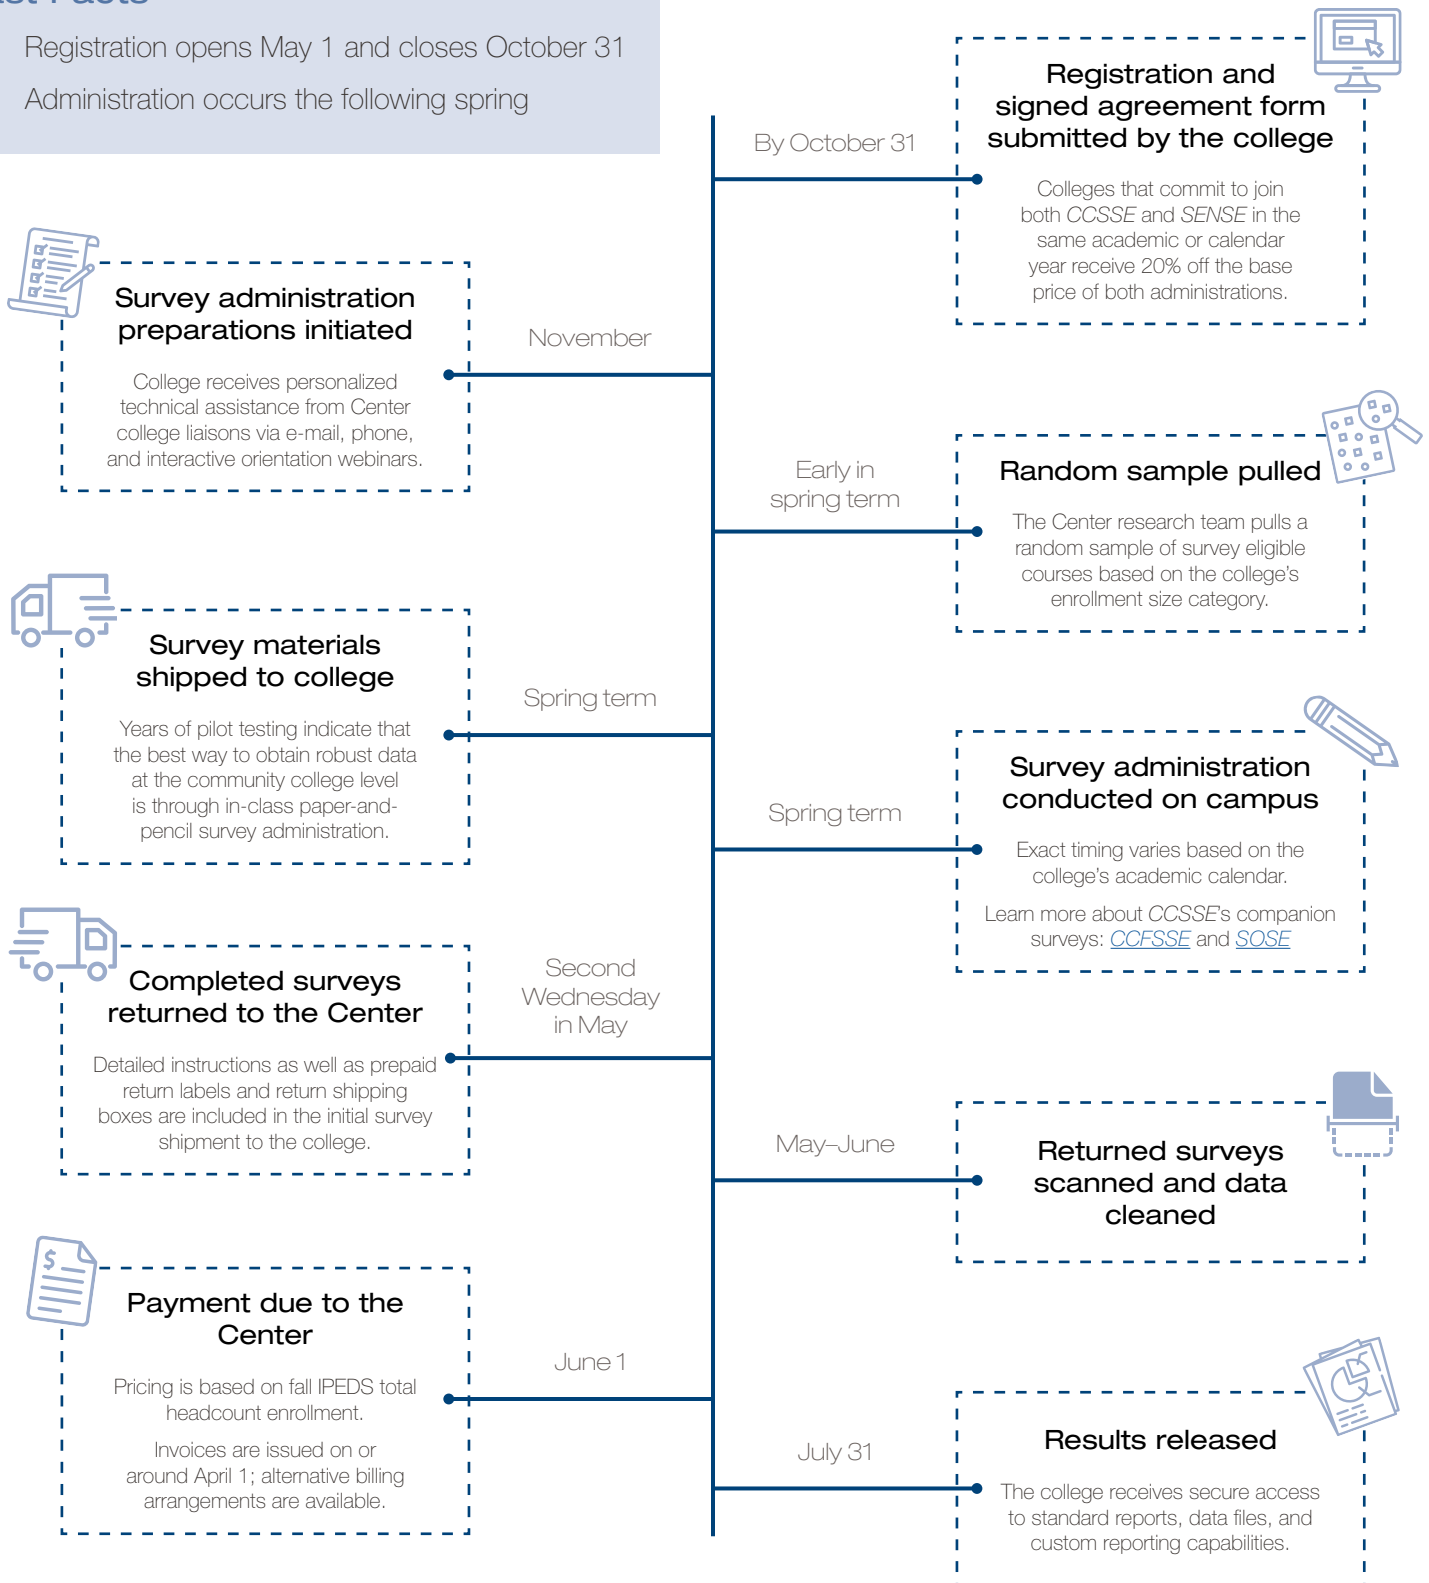 Facts
Registration opens May 1 and closes October 31
Administration occurs the following spring
By October 31
Registration and
signed agreement form
submitted by the college
Colleges that commit to join
both CCSSE and SENSE in the
same academic or calendar
year receive 20% off the base
price of both administrations.
November
Survey administration
preparations initiated
College receives personalized
technical assistance from Center
college liaisons via e-mail, phone,
and interactive orientation webinars.
Early in
spring term
Random sample pulled
The Center research team pulls a
random sample of survey eligible
courses based on the college's
enrollment size category.
Spring term
Survey materials
shipped to college
Years of pilot testing indicate that
the best way to obtain robust data
at the community college level
is through in-class paper-and-
pencil survey administration.
Spring term
Survey administration
conducted on campus
Exact timing varies based on the
college's academic calendar.
Learn more about CCSSE's companion
surveys: CCFSSE and SOSE
Second
Wednesday
in May
Completed surveys
returned to the Center
Detailed instructions as well as prepaid
return labels and return shipping
boxes are included in the initial survey
shipment to the college.
May–June
Returned surveys
scanned and data
cleaned
June 1
Payment due to the
Center
$
Pricing is based on fall IPEDS total
headcount enrollment.
Invoices are issued on or
around April 1; alternative billing
arrangements are available.
July 31
Results released
The college receives secure access
to standard reports, data files, and
custom reporting capabilities.